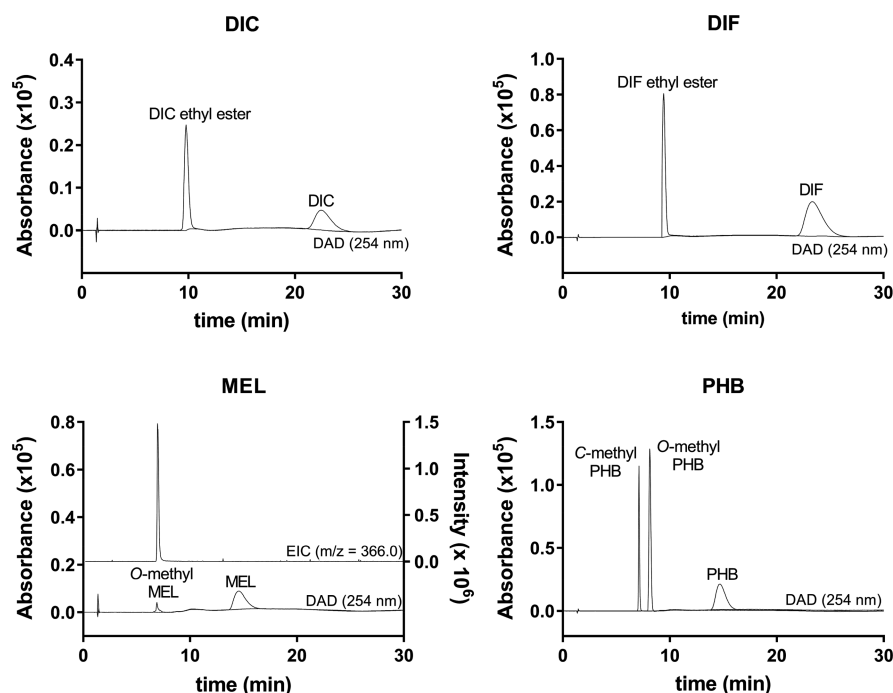 DIC
Absorbance (x10⁵)
0.4
0.3
0.2
0.1
0.0
-0.1
DIC ethyl ester
DIC
DAD (254 nm)
0
10
20
30
time (min)
DIF
Absorbance (x10⁵)
1.0
0.8
0.6
0.4
0.2
0.0
-0.2
DIF ethyl ester
DIF
DAD (254 nm)
0
10
20
30
time (min)
MEL
Absorbance (x10⁵)
0.8
0.6
0.4
0.2
0.0
-0.2
1.5
1.0
0.5
0.0
Intensity (x 10⁶)
EIC (m/z = 366.0)
O-methyl
MEL
MEL
DAD (254 nm)
0
10
20
30
time (min)
PHB
Absorbance (x10⁵)
1.5
1.0
0.5
0.0
C-methyl
PHB
O-methyl
PHB
PHB
DAD (254 nm)
0
10
20
30
time (min)